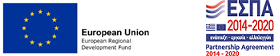 European Union
European Regional
Development Fund
ΕΣΠΑ
2014-2020
ανάπτυξη - εργασία - αλληλεγγύη
Partnership Agreement
2014 - 2020